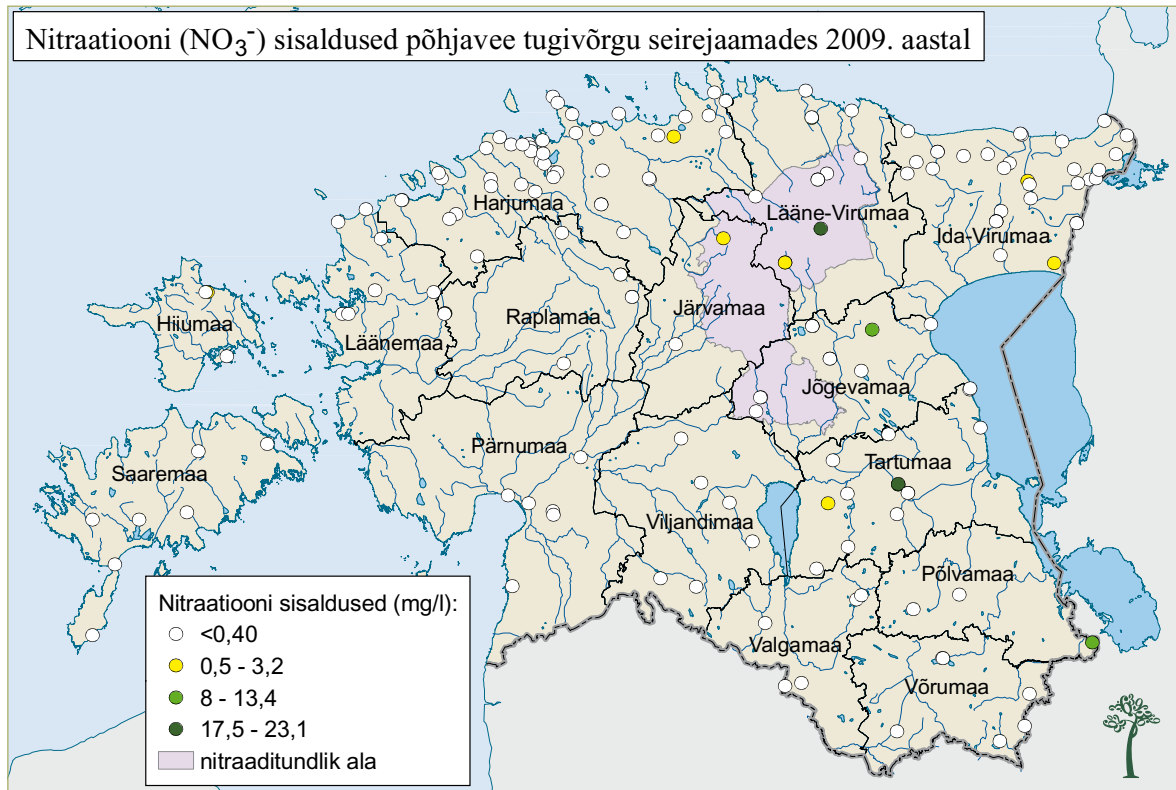 Nitraatiooni (NO₃⁻) sisaldused põhjavee tugivõrgu seirejaamades 2009. aastal
Harjumaa
Lääne-Virumaa
Ida-Virumaa
Hiiumaa
Läänemaa
Raplamaa
Järvamaa
Jõgevamaa
Saaremaa
Pärnumaa
Viljandimaa
Tartumaa
Põlvamaa
Valgamaa
Võrumaa
Nitraatiooni sisaldused (mg/l):
<0,40
0,5 - 3,2
8 - 13,4
17,5 - 23,1
nitraaditundlik ala